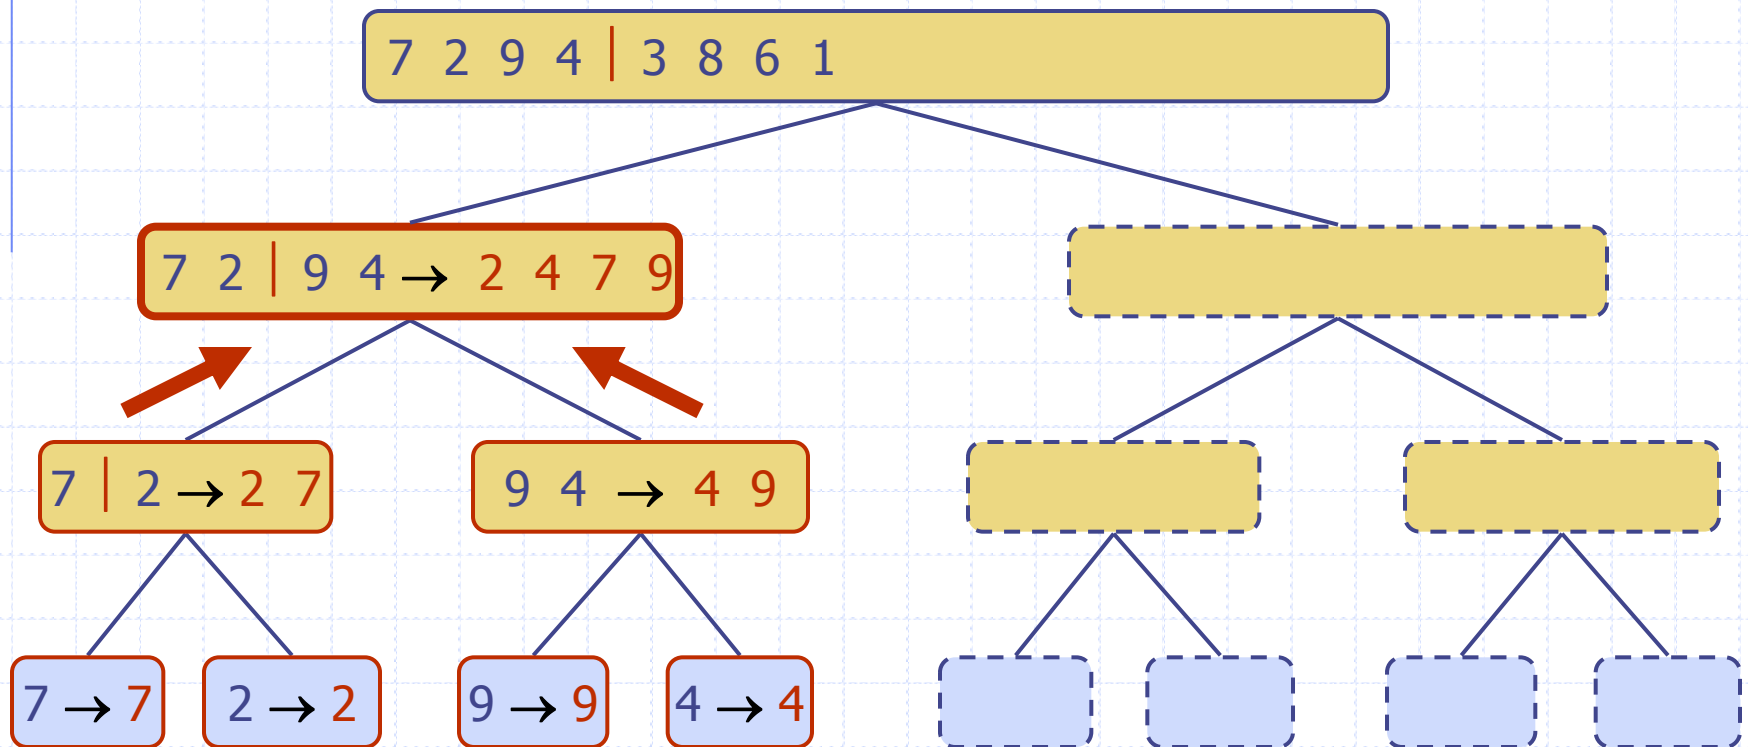 7 2 9 4 | 3 8 6 1
7 2 | 9 4 → 2 4 7 9
7 | 2 → 2 7
9 4 → 4 9
7 → 7
2 → 2
9 → 9
4 → 4